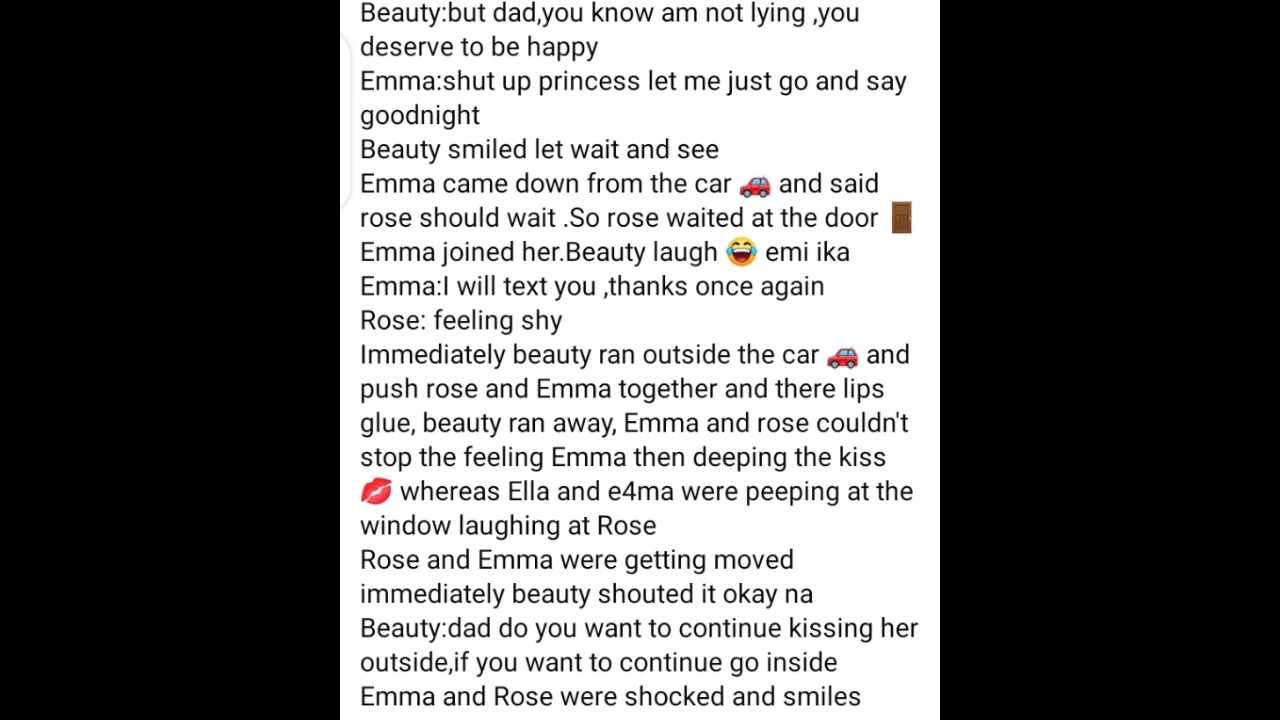 Beauty:but dad,you know am not lying ,you
deserve to be happy
Emma:shut up princess let me just go and say
goodnight
Beauty smiled let wait and see
Emma came down from the car 🚗 and said
rose should wait .So rose waited at the door 🚪
Emma joined her.Beauty laugh 😂 emi ika
Emma:I will text you ,thanks once again
Rose: feeling shy
Immediately beauty ran outside the car 🚗 and
push rose and Emma together and there lips
glue, beauty ran away, Emma and rose couldn't
stop the feeling Emma then deeping the kiss
💋 whereas Ella and e4ma were peeping at the
window laughing at Rose
Rose and Emma were getting moved
immediately beauty shouted it okay na
Beauty:dad do you want to continue kissing her
outside,if you want to continue go inside
Emma and Rose were shocked and smiles